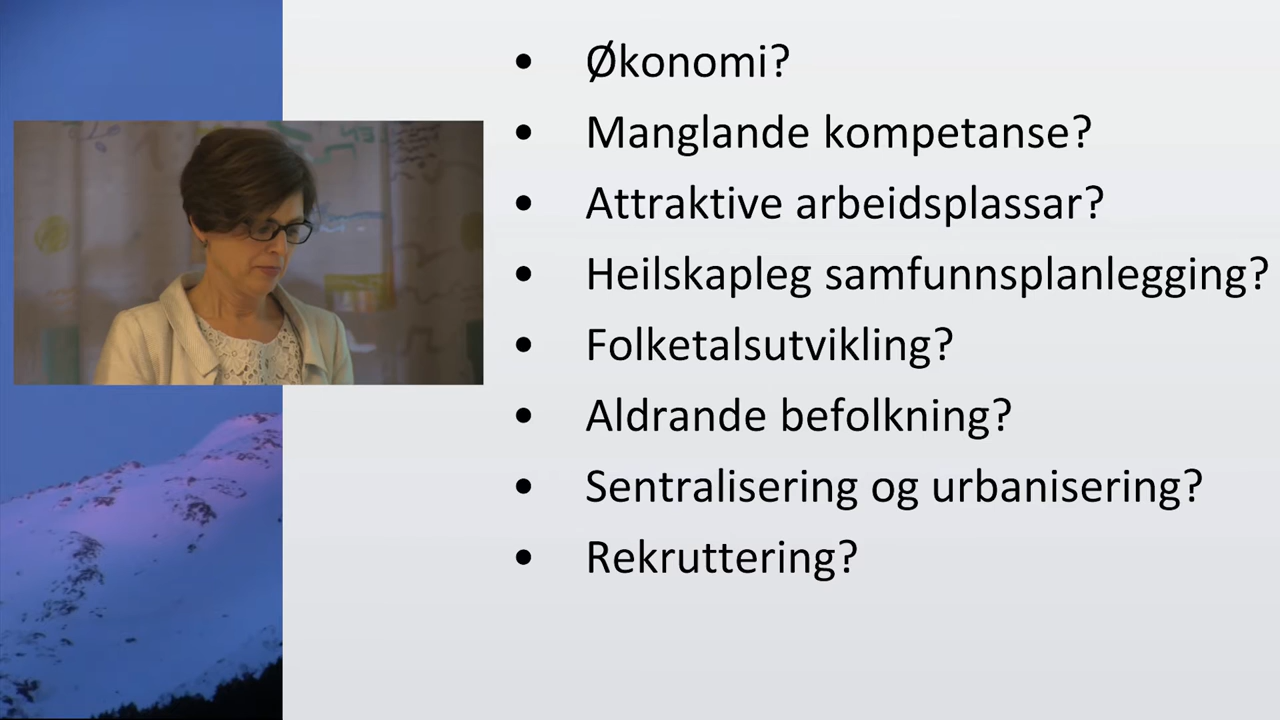 • Økonomi?
• Manglande kompetanse?
• Attraktive arbeidsplassar?
• Heilskapleg samfunnsplanlegging?
• Folketalsutvikling?
• Aldrande befolkning?
• Sentralisering og urbanisering?
• Rekruttering?